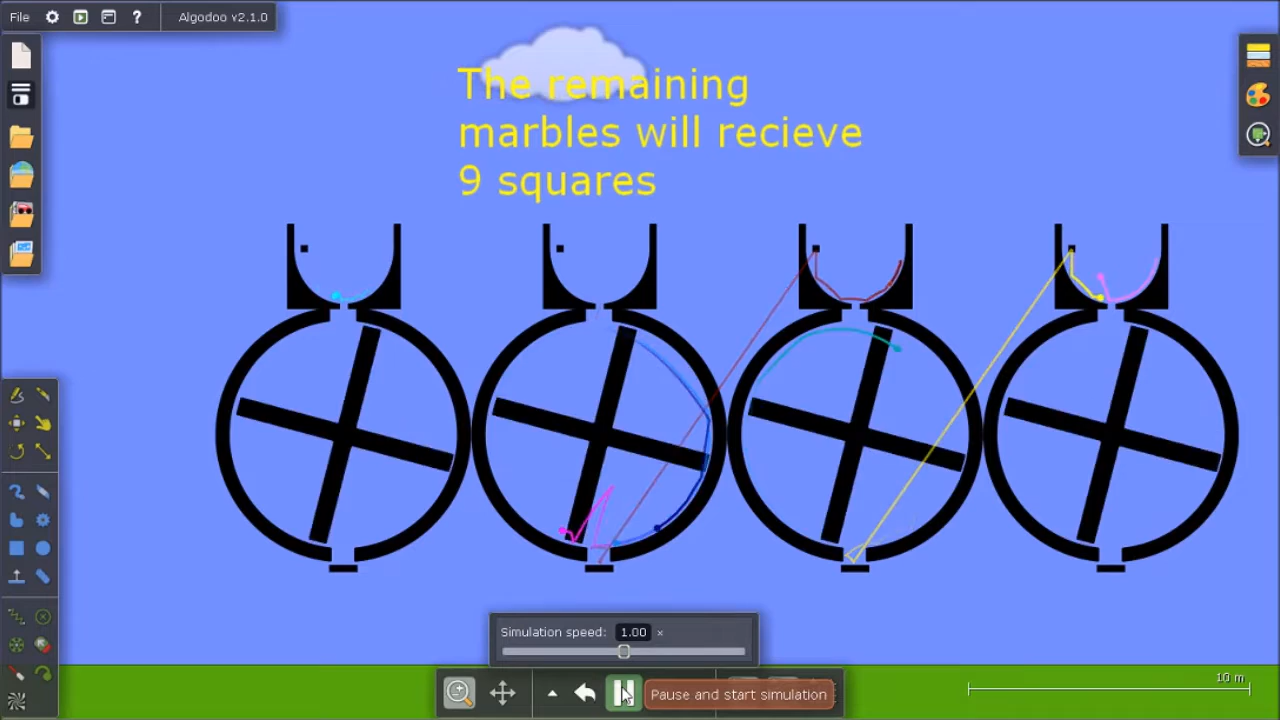 File ? Algodoo v2.1.0
The remaining
marbles will recieve
9 squares
Simulation speed: 1.00 ×
Pause and start simulation
10 m